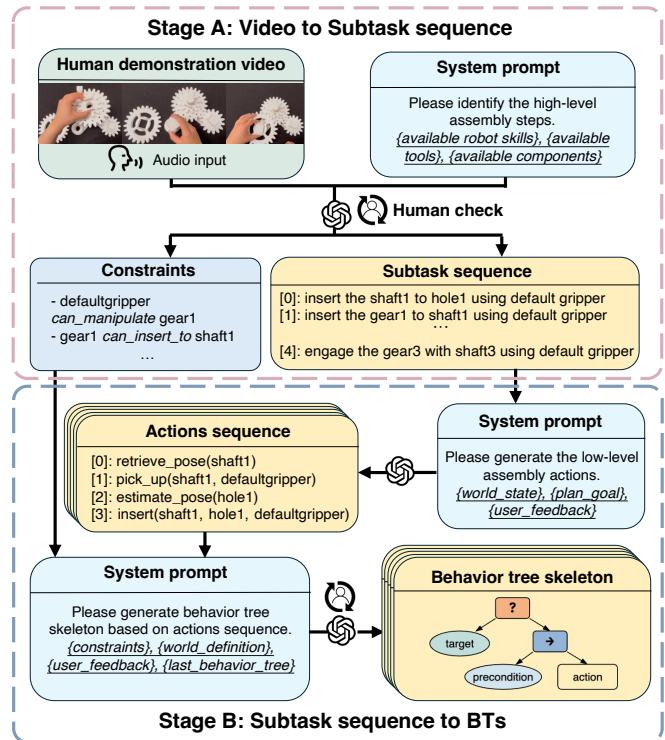 Stage A: Video to Subtask sequence
Human demonstration video
Audio input
System prompt
Please identify the high-level
assembly steps.
{available robot skills}, {available
tools}, {available components}
Human check
Constraints
- defaultgripper
can_manipulate gear1
- gear1 can_insert_to shaft1
...
Subtask sequence
[0]: insert the shaft1 to hole1 using default gripper
[1]: insert the gear1 to shaft1 using default gripper
...
[4]: engage the gear3 with shaft3 using default gripper
Actions sequence
[0]: retrieve_pose(shaft1)
[1]: pick_up(shaft1, defaultgripper)
[2]: estimate_pose(hole1)
[3]: insert(shaft1, hole1, defaultgripper)
System prompt
Please generate the low-level
assembly actions.
{world_state}, {plan_goal},
{user_feedback}
System prompt
Please generate behavior tree
skeleton based on actions sequence.
{constraints}, {world_definition},
{user_feedback}, {last_behavior_tree}
Behavior tree skeleton
?
target
→
precondition
action
Stage B: Subtask sequence to BTs